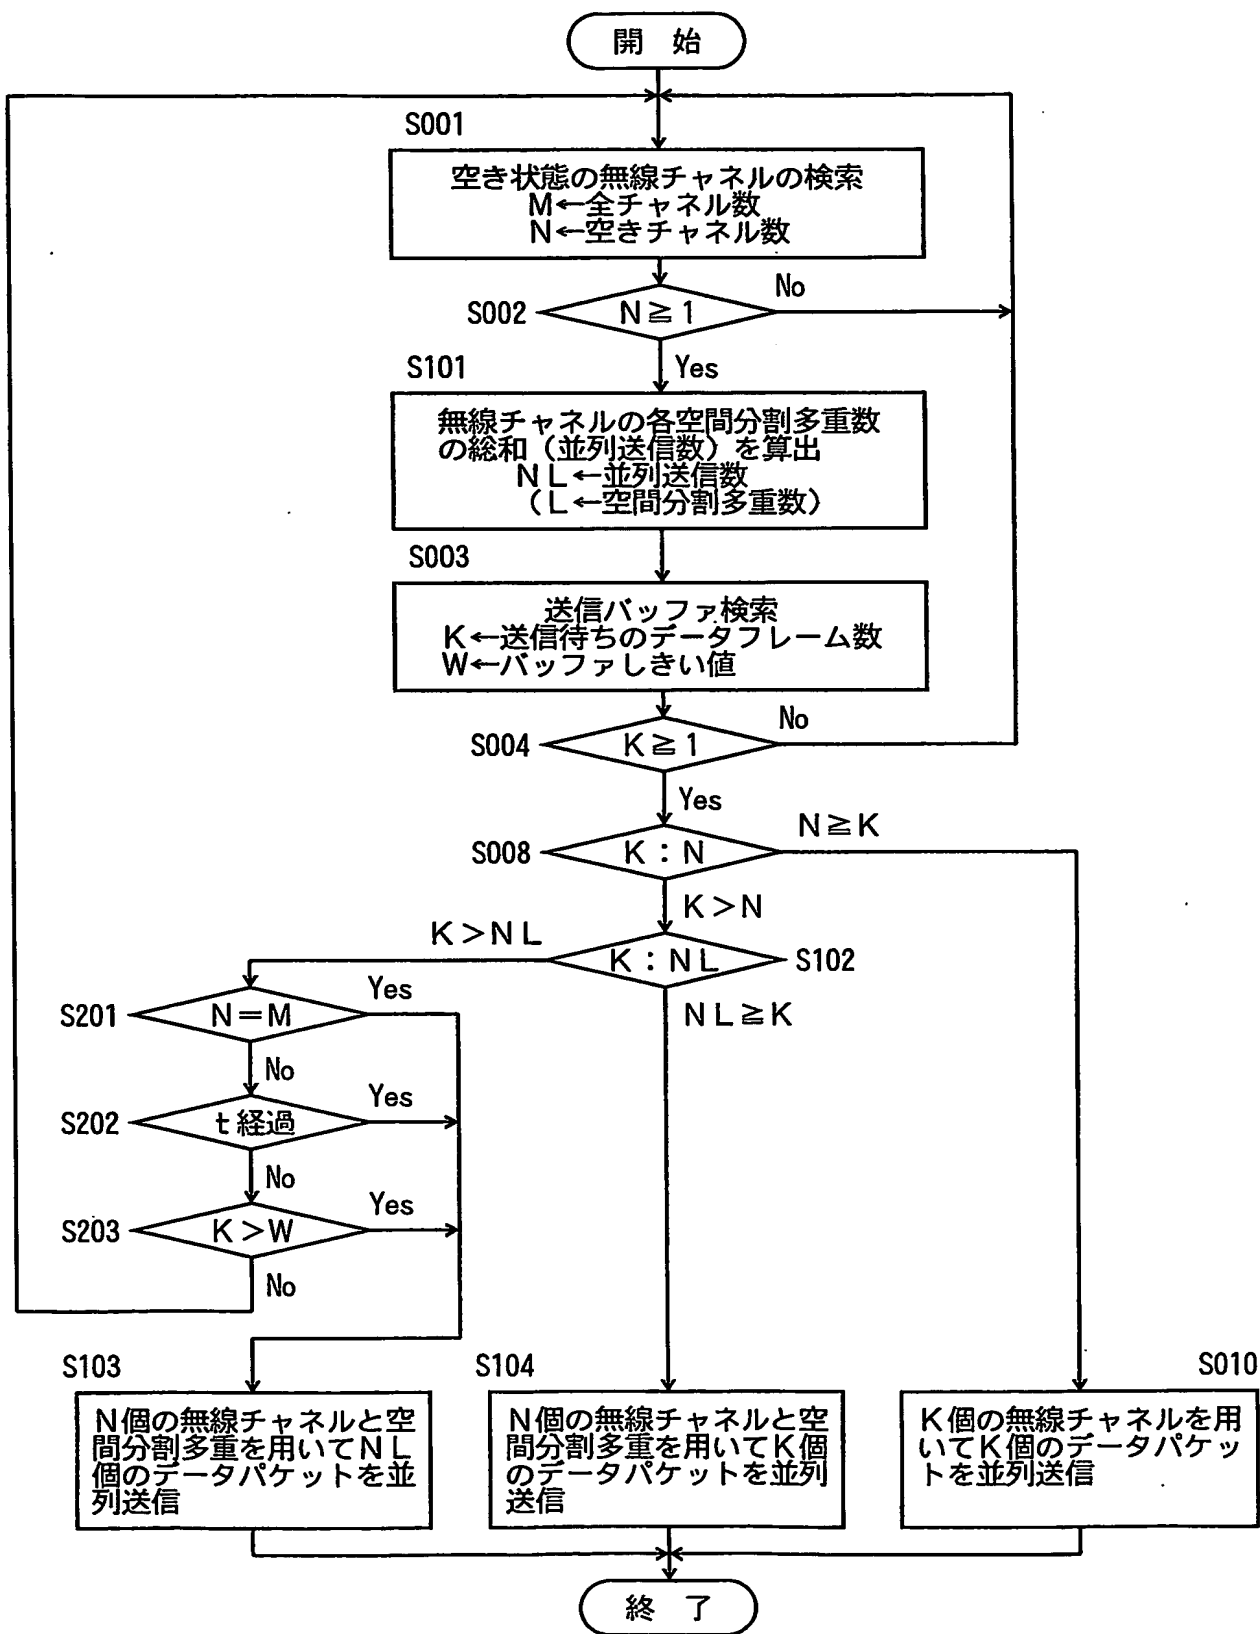 開 始
S001
空き状態の無線チャネルの検索
M←全チャネル数
N←空きチャネル数
No
S002
N≧1
Yes
S101
無線チャネルの各空間分割多重数
の総和(並列送信数)を算出
NL←並列送信数
(L←空間分割多重数)
S003
送信バッファ検索
K←送信待ちのデータフレーム数
W←バッファしきい値
No
S004
K≧1
Yes
N≧K
S008
K:N
K>N
K>NL
K:NL
S102
Yes
S201
N=M
NL≧K
No
Yes
S202
t経過
No
Yes
S203
K>W
No
S103
N個の無線チャネルと空
間分割多重を用いてNL
個のデータパケットを並
列送信
S104
N個の無線チャネルと空
間分割多重を用いてK個
のデータパケットを並列
送信
S010
K個の無線チャネルを用
いてK個のデータパケッ
トを並列送信
終 了